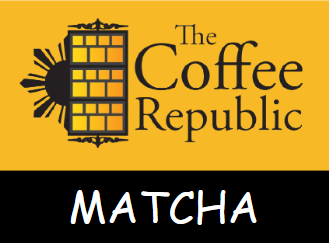 The
Coffee
Republic
MATCHA